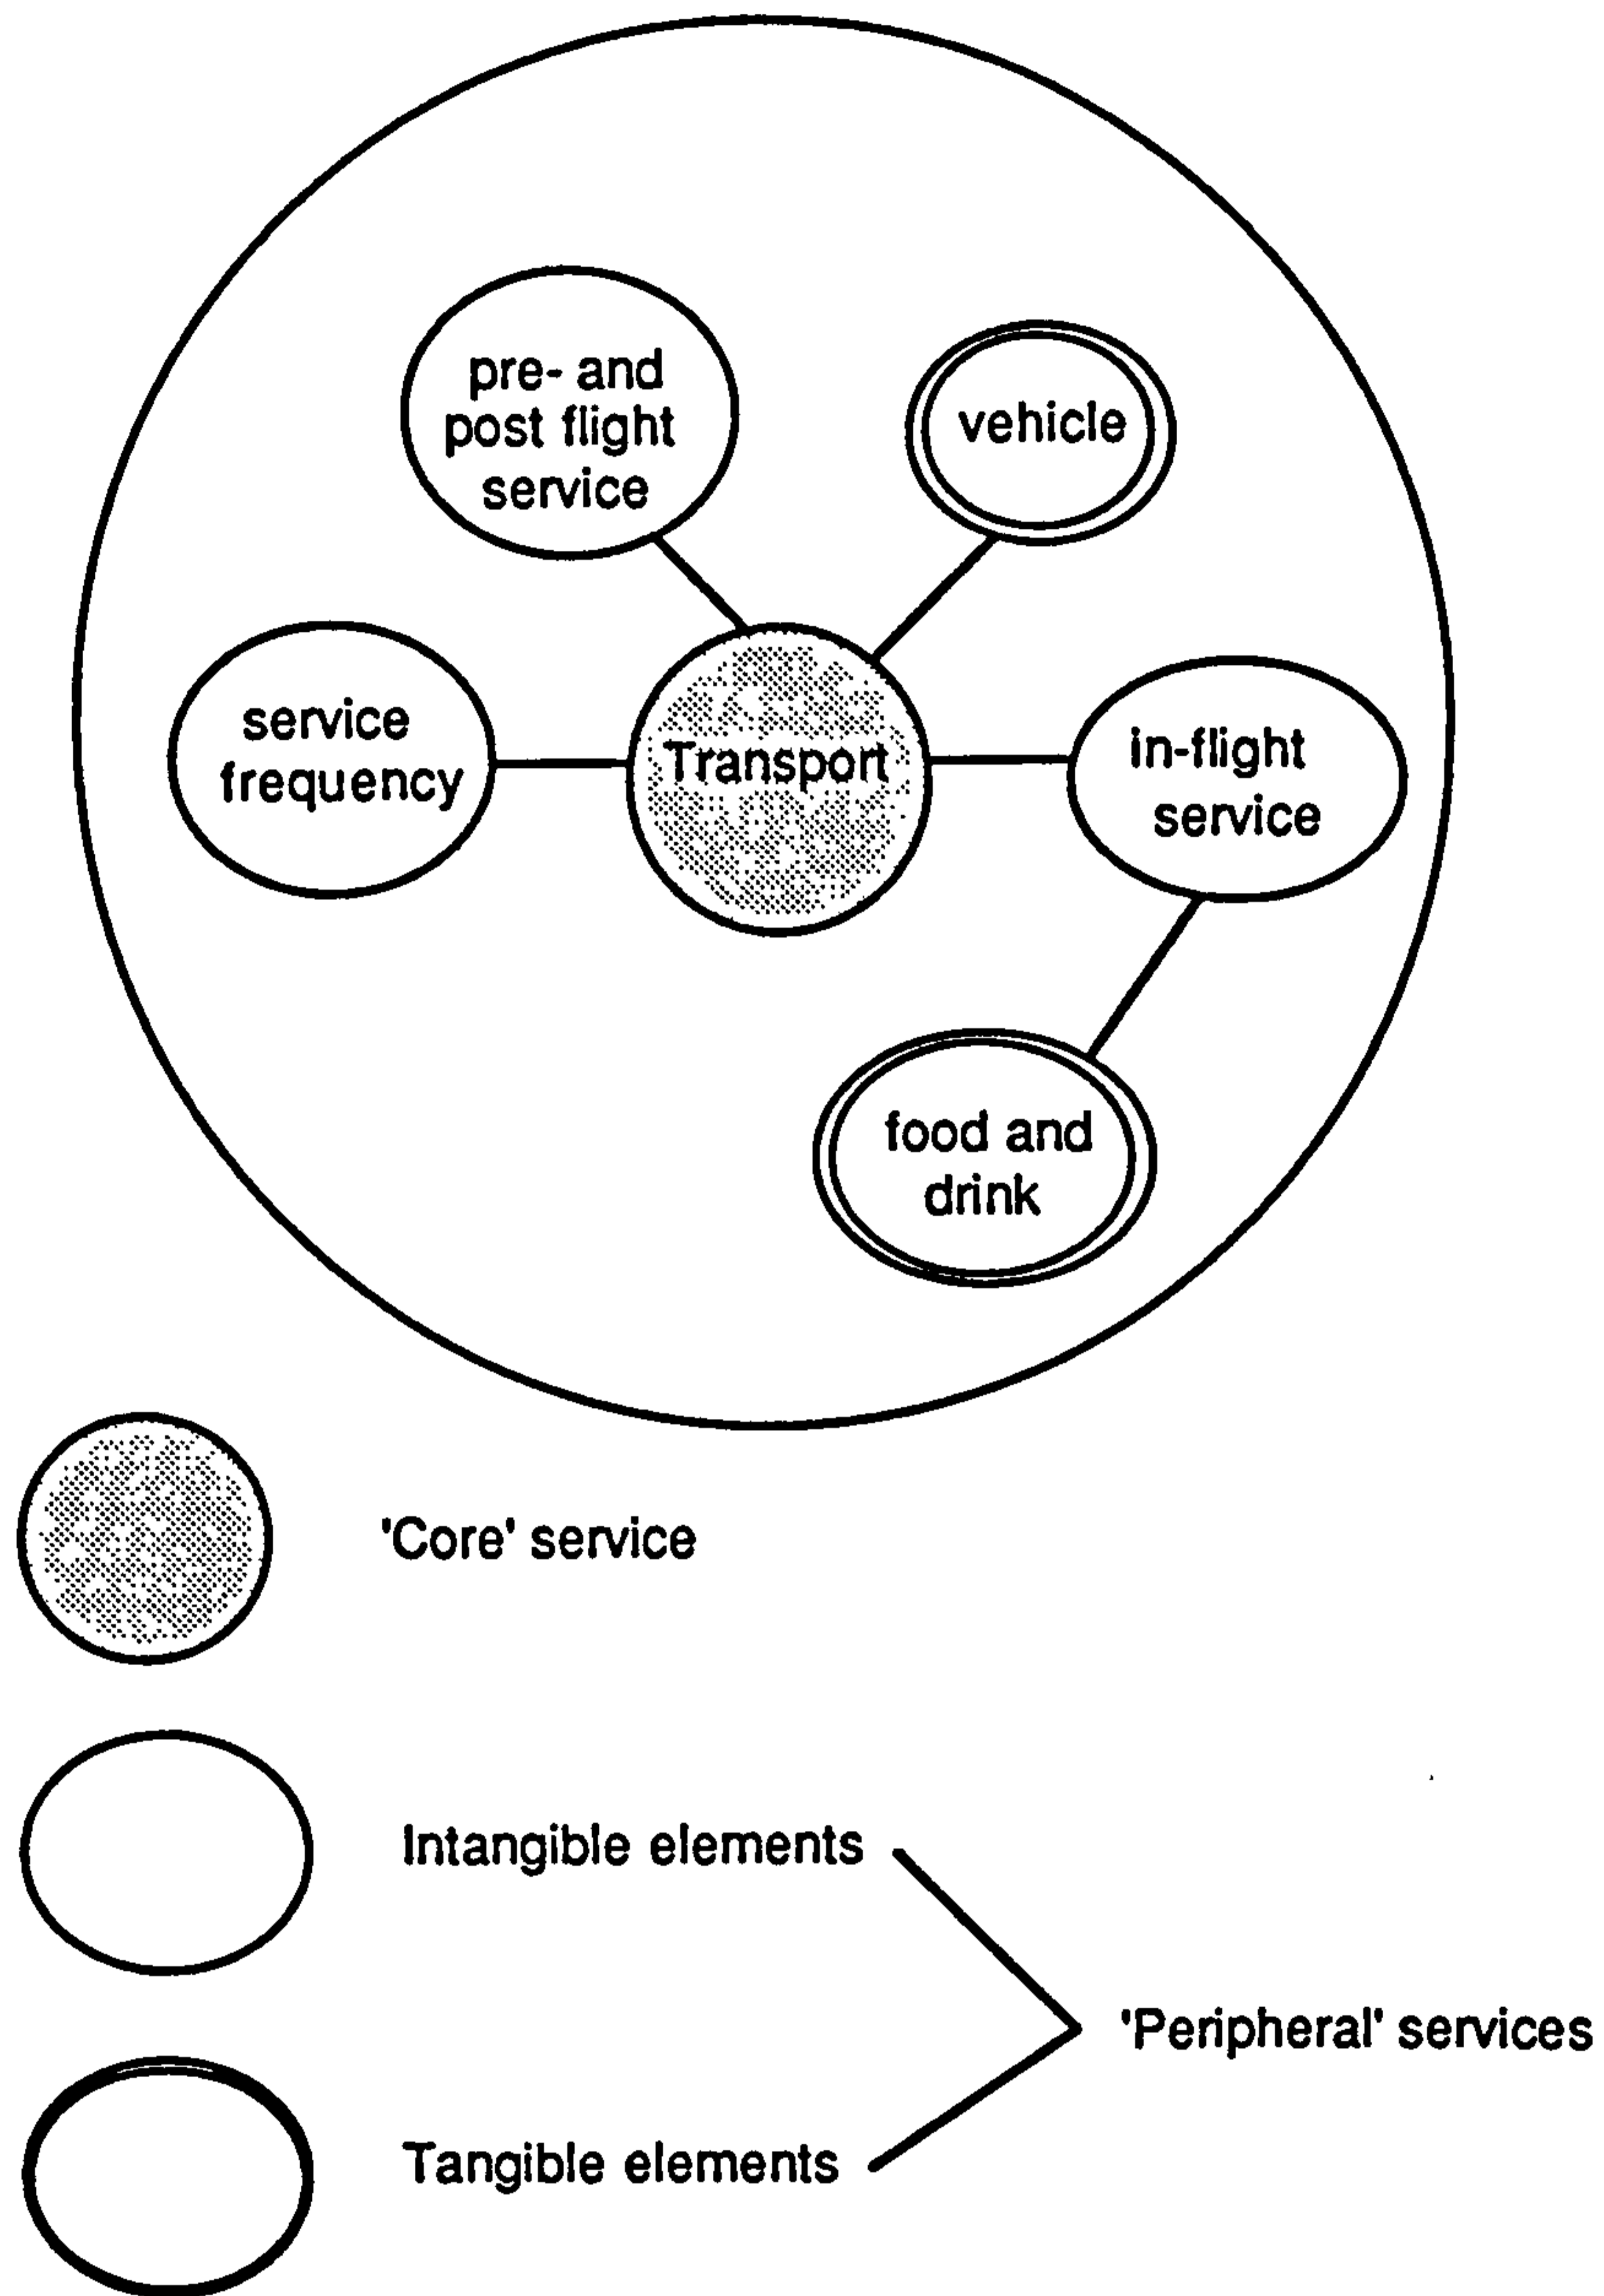 pre- and
post flight
service
vehicle
service
frequency
Transport
in-flight
service
food and
drink
'Core' service
Intangible elements
'Peripheral' services
Tangible elements